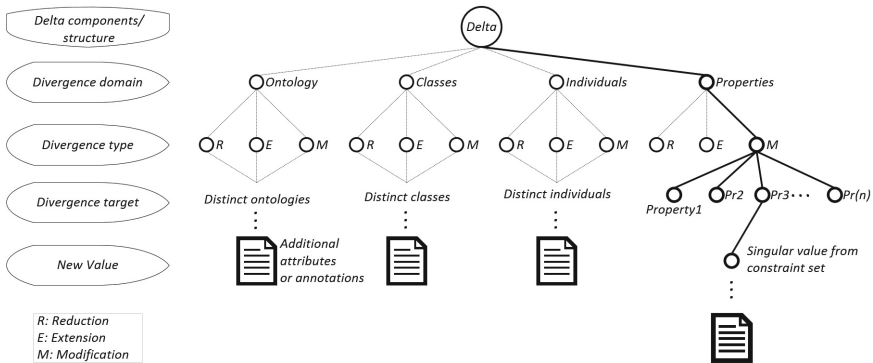 Delta components/
structure
Delta
Divergence domain
Ontology
Classes
Individuals
Properties
Divergence type
R
E
M
R
E
M
R
E
M
R
E
M
Divergence target
Distinct ontologies
Distinct classes
Distinct individuals
Property1
Pr2
Pr3
Pr(n)
New Value
Additional
attributes
or annotations
Singular value from
constraint set
R: Reduction
E: Extension
M: Modification